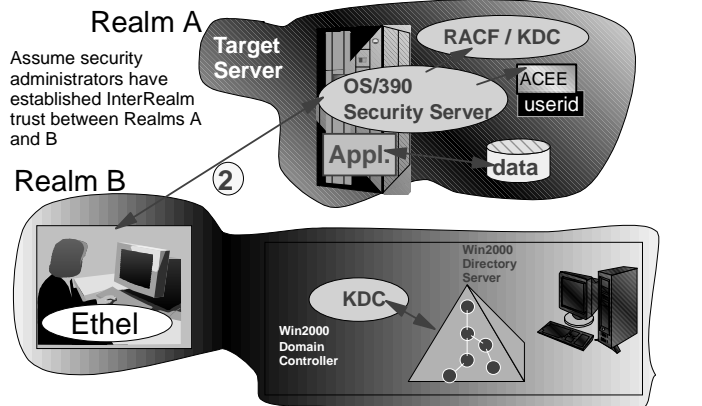 Realm A
Assume security
administrators have
established InterRealm
trust between Realms A
and B
Target
Server
RACF / KDC
OS/390
Security Server
ACEE
userid
Appl.
data
Realm B
2
Ethel
KDC
Win2000
Domain
Controller
Win2000
Directory
Server